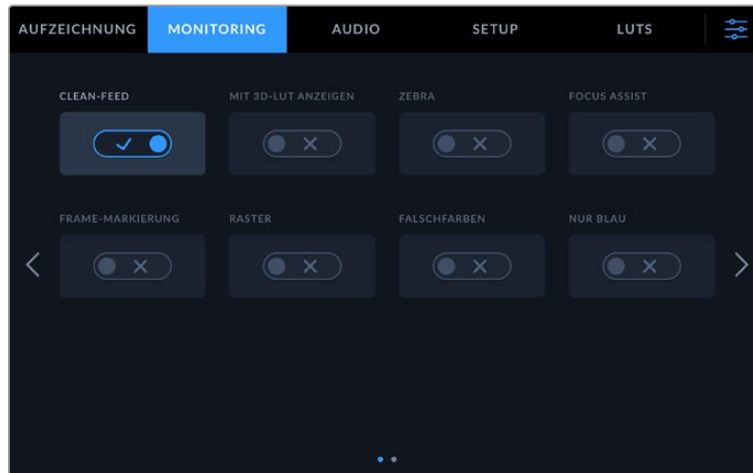 AUFZEICHNUNG MONITORING AUDIO SETUP LUTS
CLEAN-FEED MIT 3D-LUT ANZEIGEN ZEBRA FOCUS ASSIST
FRAME-MARKIERUNG RASTER FALSCHFARBEN NUR BLAU